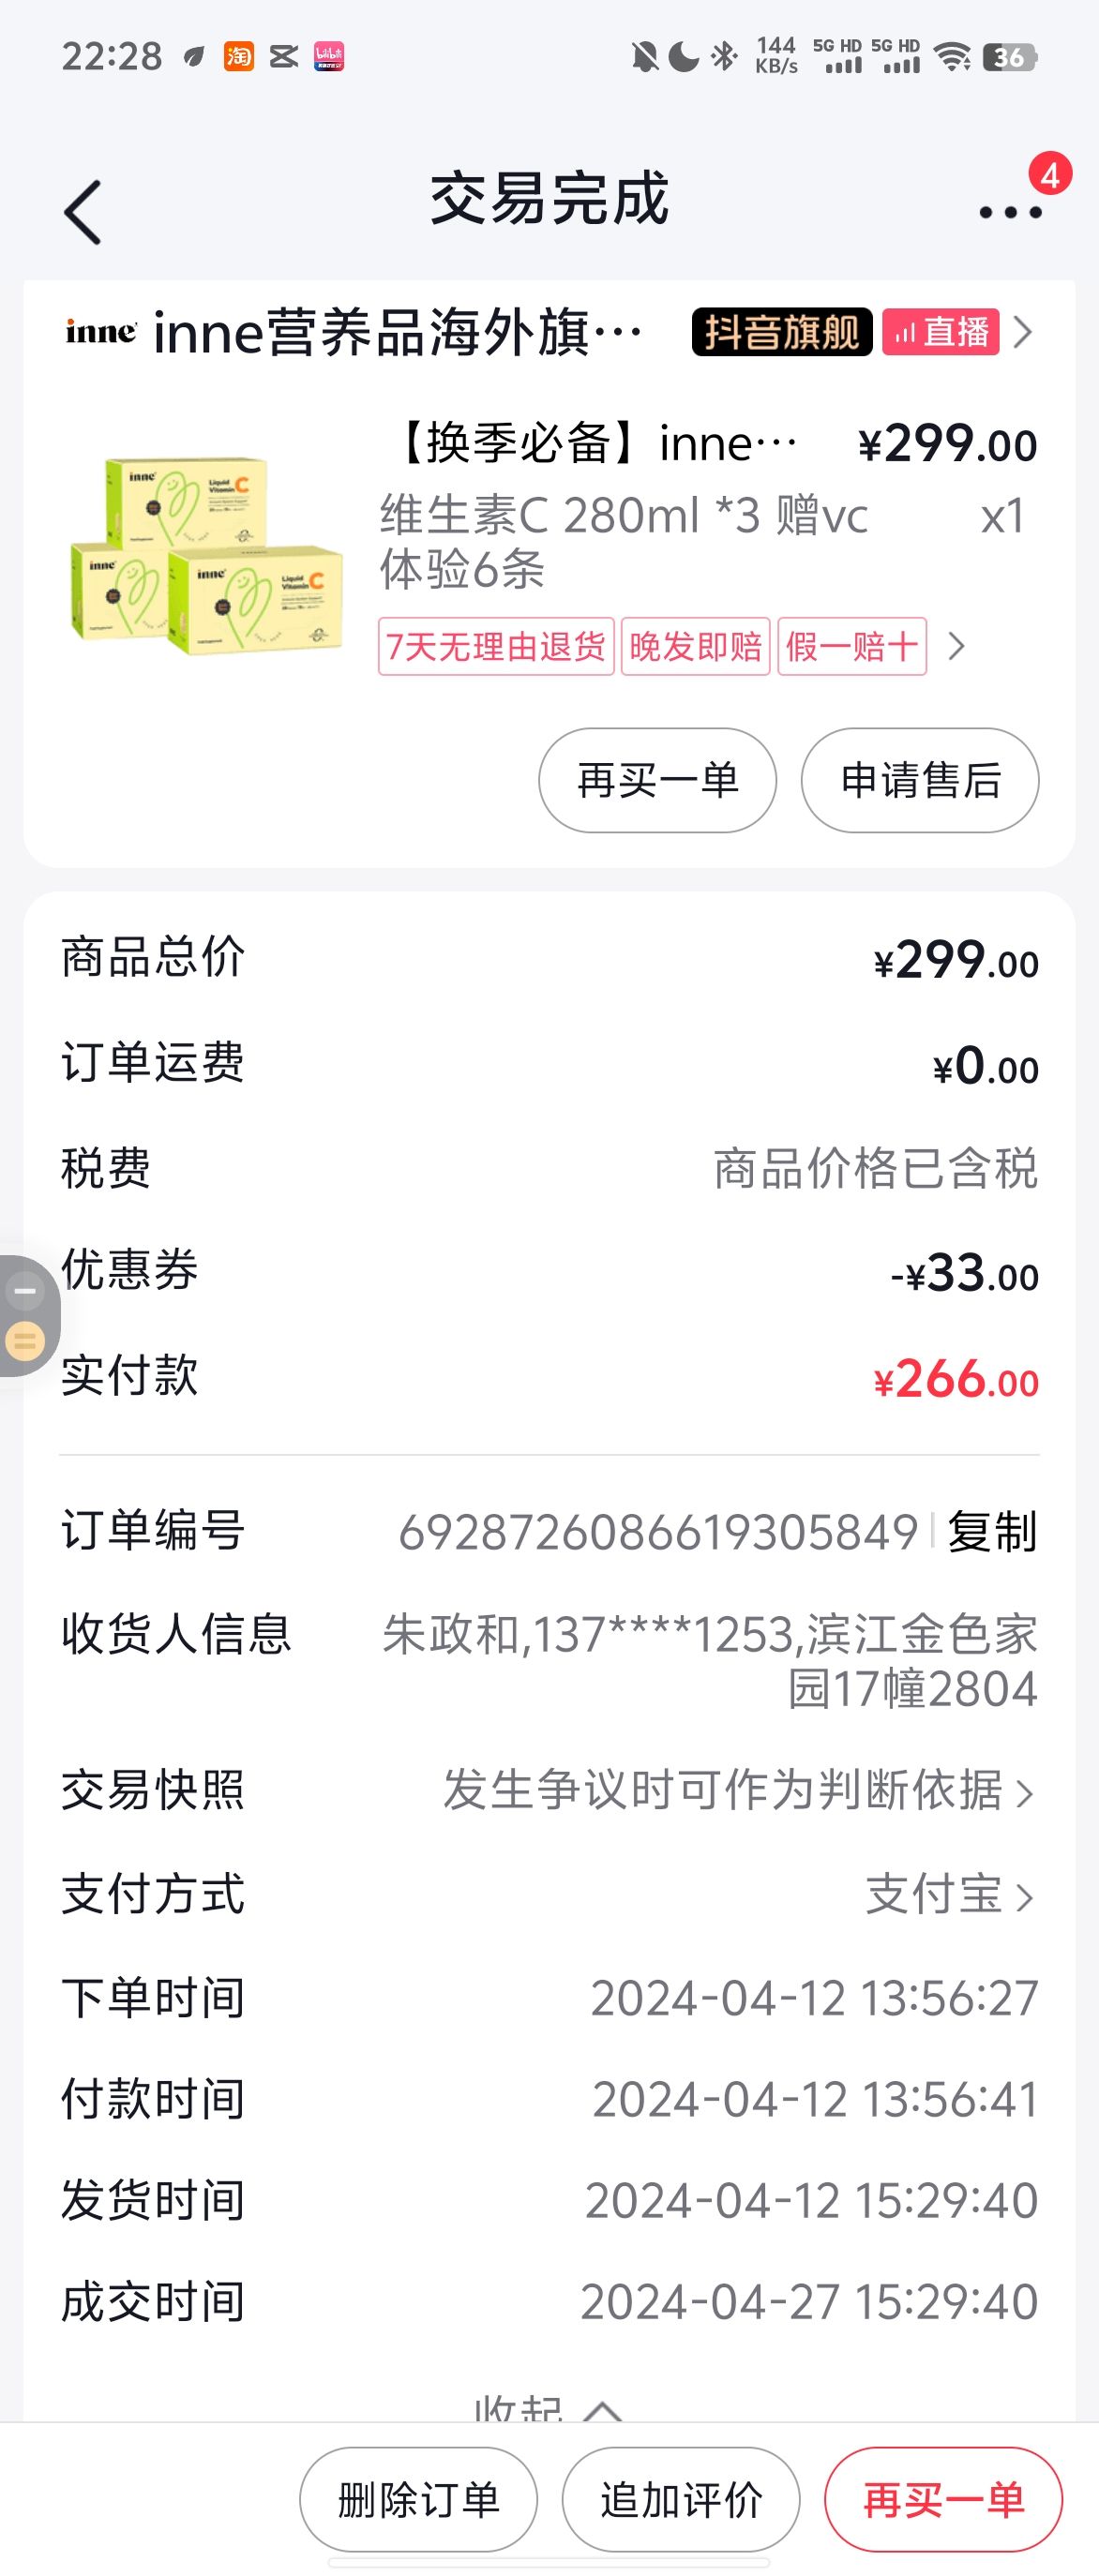 22:28
淘
bilibili
144 KB/s
5G HD 5G HD
36
交易完成
4
inne inne营养品海外旗… 抖音旗舰 直播
【换季必备】inne… ¥299.00
维生素C 280ml *3 赠vc x1
体验6条
inne
Liquid Vitamin C
inne
inne
Liquid Vitamin C
7天无理由退货 晚发即赔 假一赔十
再买一单 申请售后
商品总价 ¥299.00
订单运费 ¥0.00
税费 商品价格已含税
优惠券 -¥33.00
实付款 ¥266.00
订单编号 6928726086619305849 复制
收货人信息 朱政和,137****1253,滨江金色家
园17幢2804
交易快照 发生争议时可作为判断依据
支付方式 支付宝
下单时间 2024-04-12 13:56:27
付款时间 2024-04-12 13:56:41
发货时间 2024-04-12 15:29:40
成交时间 2024-04-27 15:29:40
收起
删除订单 追加评价 再买一单